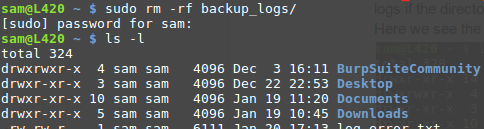 sam@L420 ~ $ sudo rm -rf backup_logs/
[sudo] password for sam:
sam@L420 ~ $ ls -l
total 324
drwxrwxr-x 4 sam sam 4096 Dec 3 16:11 BurpSuiteCommunity
drwxr-xr-x 3 sam sam 4096 Dec 22 22:53 Desktop
drwxr-xr-x 10 sam sam 4096 Jan 19 11:20 Documents
drwxr-xr-x 5 sam sam 4096 Jan 19 10:45 Downloads
-rw-rw-r-- 1 sam sam 6111 Jan 20 17:13 log_error.txt
logs if the director
Here we see the